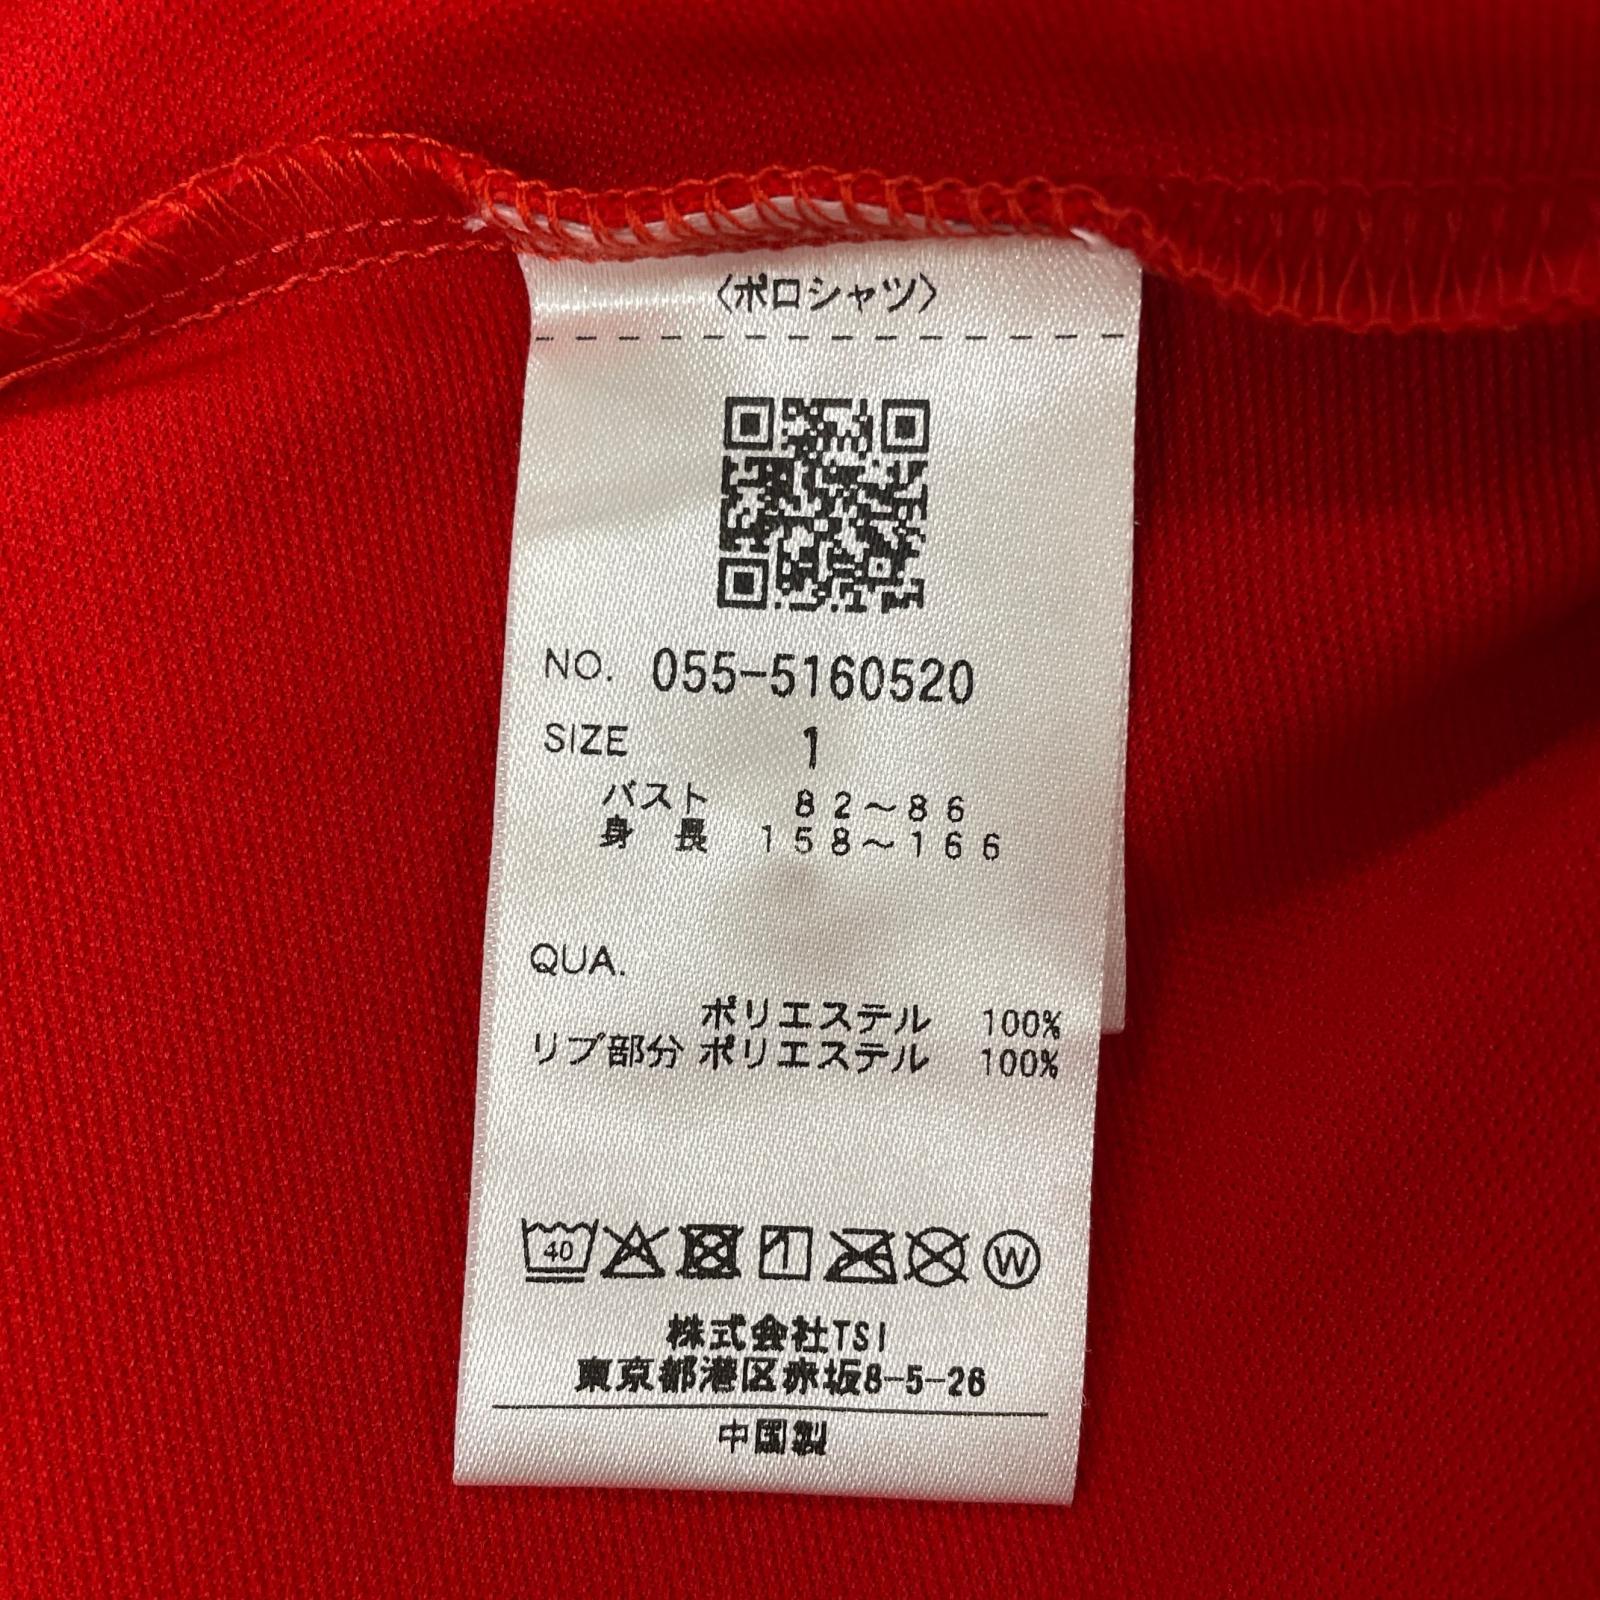 〈ポロシャツ〉
NO. 055-5160520
SIZE 1
バスト 82～86
身長 158～166
QUA.
ポリエステル 100%
リブ部分 ポリエステル 100%
40 W
株式会社TSI
東京都港区赤坂8-5-26
中国製